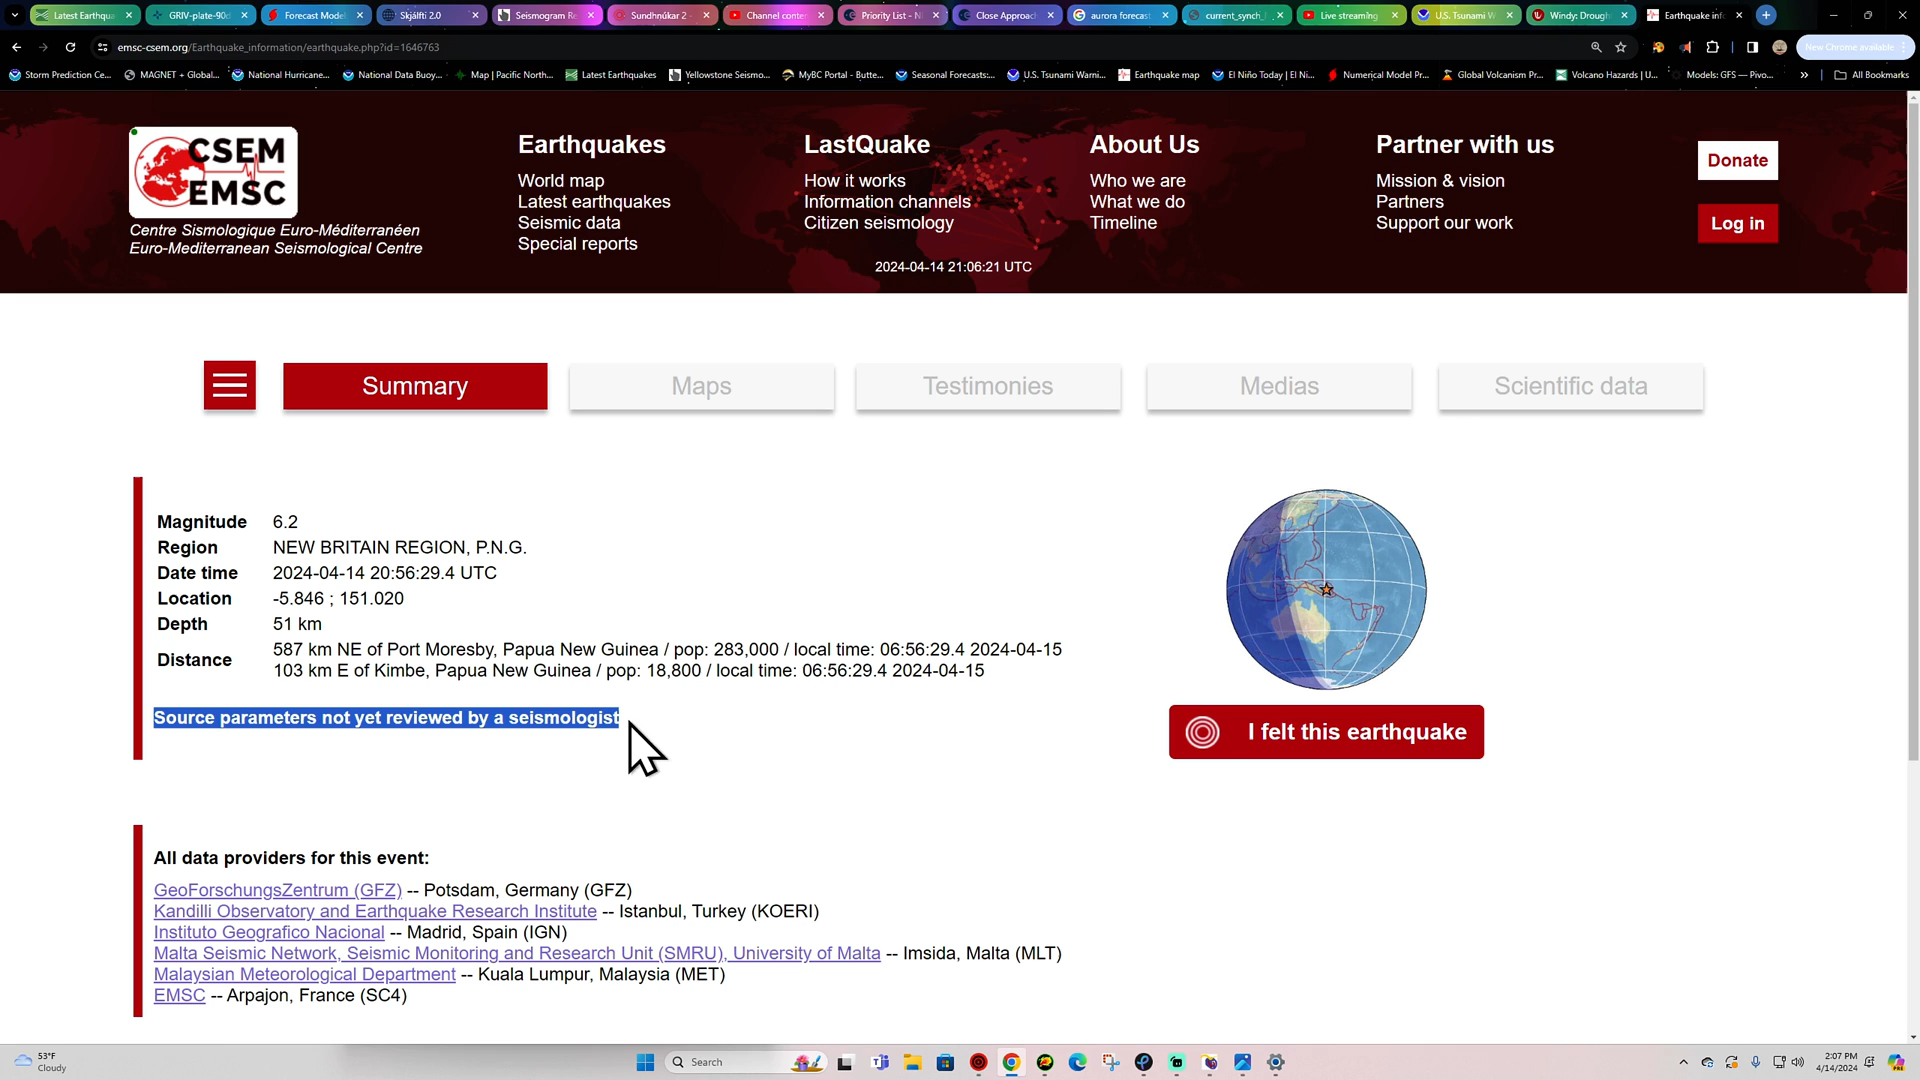 Latest Earthqua
GRIV-plate-90d
Forecast Model
Skjálfti 2.0
Seismogram Re
Sundhnúkar 2
Channel conten
Priority List - N
Close Approach
aurora forecast
current_synch_
Live streaming
U.S. Tsunami W
Windy: Drough
Earthquake inf
emsc-csem.org/Earthquake_information/earthquake.php?id=1646763
New Chrome available
Storm Prediction Ce...
MAGNET + Global...
National Hurricane...
National Data Buoy...
Map | Pacific North...
Latest Earthquakes
Yellowstone Seismo...
MyBC Portal - Butte...
Seasonal Forecasts:...
U.S. Tsunami Warni...
Earthquake map
El Niño Today | El Ni...
Numerical Model Pr...
Global Volcanism Pr...
Volcano Hazards | U...
Models: GFS — Pivo...
All Bookmarks
CSEM
EMSC
Centre Sismologique Euro-Méditerranéen
Euro-Mediterranean Seismological Centre
Earthquakes
World map
Latest earthquakes
Seismic data
Special reports
LastQuake
How it works
Information channels
Citizen seismology
About Us
Who we are
What we do
Timeline
Partner with us
Mission & vision
Partners
Support our work
Donate
Log in
2024-04-14 21:06:21 UTC
Summary
Maps
Testimonies
Medias
Scientific data
Magnitude 6.2
Region NEW BRITAIN REGION, P.N.G.
Date time 2024-04-14 20:56:29.4 UTC
Location -5.846 ; 151.020
Depth 51 km
Distance 587 km NE of Port Moresby, Papua New Guinea / pop: 283,000 / local time: 06:56:29.4 2024-04-15
103 km E of Kimbe, Papua New Guinea / pop: 18,800 / local time: 06:56:29.4 2024-04-15
Source parameters not yet reviewed by a seismologist
I felt this earthquake
All data providers for this event:
GeoForschungsZentrum (GFZ) -- Potsdam, Germany (GFZ)
Kandilli Observatory and Earthquake Research Institute -- Istanbul, Turkey (KOERI)
Instituto Geografico Nacional -- Madrid, Spain (IGN)
Malta Seismic Network, Seismic Monitoring and Research Unit (SMRU), University of Malta -- Imsida, Malta (MLT)
Malaysian Meteorological Department -- Kuala Lumpur, Malaysia (MET)
EMSC -- Arpajon, France (SC4)
53°F
Cloudy
Search
2:07 PM
4/14/2024